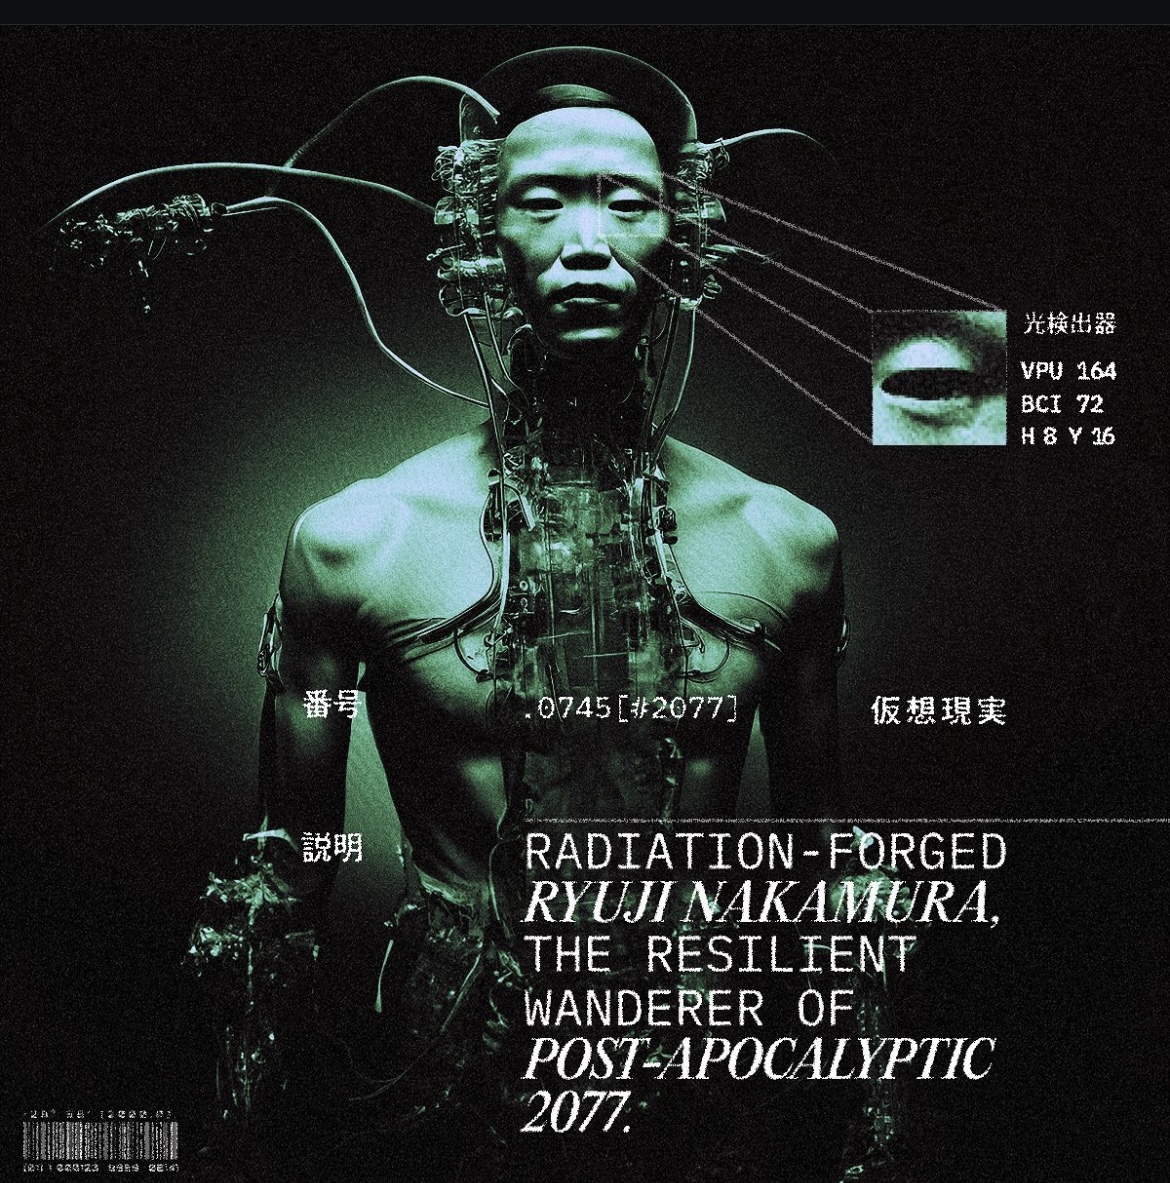 光検出器
VPU 164
BCI 72
H 8 Y 16
番号
.0745[#2077]
仮想現実
説明
RADIATION-FORGED
RYUJI NAKAMURA,
THE RESILIENT
WANDERER OF
POST-APOCALYPTIC
2077.